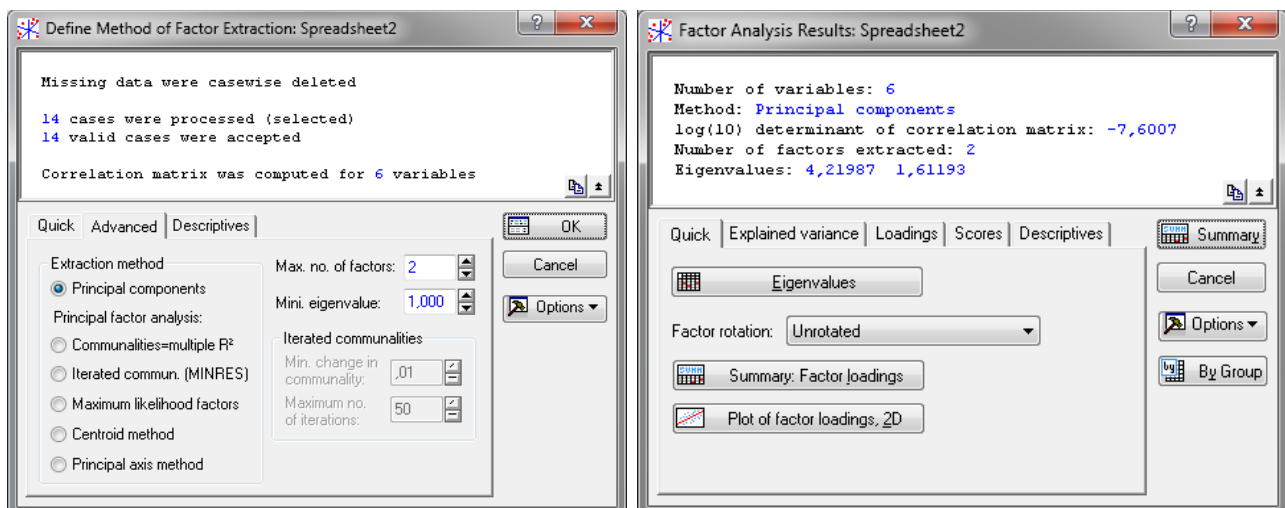 Define Method of Factor Extraction: Spreadsheet2
Missing data were casewise deleted
14 cases were processed (selected)
14 valid cases were accepted
Correlation matrix was computed for 6 variables
Quick Advanced Descriptives
OK
Cancel
Options
Extraction method
Principal components
Principal factor analysis:
Communalities=multiple R²
Iterated commun. (MINRES)
Maximum likelihood factors
Centroid method
Principal axis method
Max. no. of factors: 2
Mini. eigenvalue: 1,000
Iterated communalities
Min. change in
communality: ,01
Maximum no.
of iterations: 50
Factor Analysis Results: Spreadsheet2
Number of variables: 6
Method: Principal components
log(10) determinant of correlation matrix: -7,6007
Number of factors extracted: 2
Eigenvalues: 4,21987 1,61193
Quick Explained variance Loadings Scores Descriptives
Summary
Cancel
Options
By Group
Eigenvalues
Factor rotation: Unrotated
Summary: Factor loadings
Plot of factor loadings, 2D